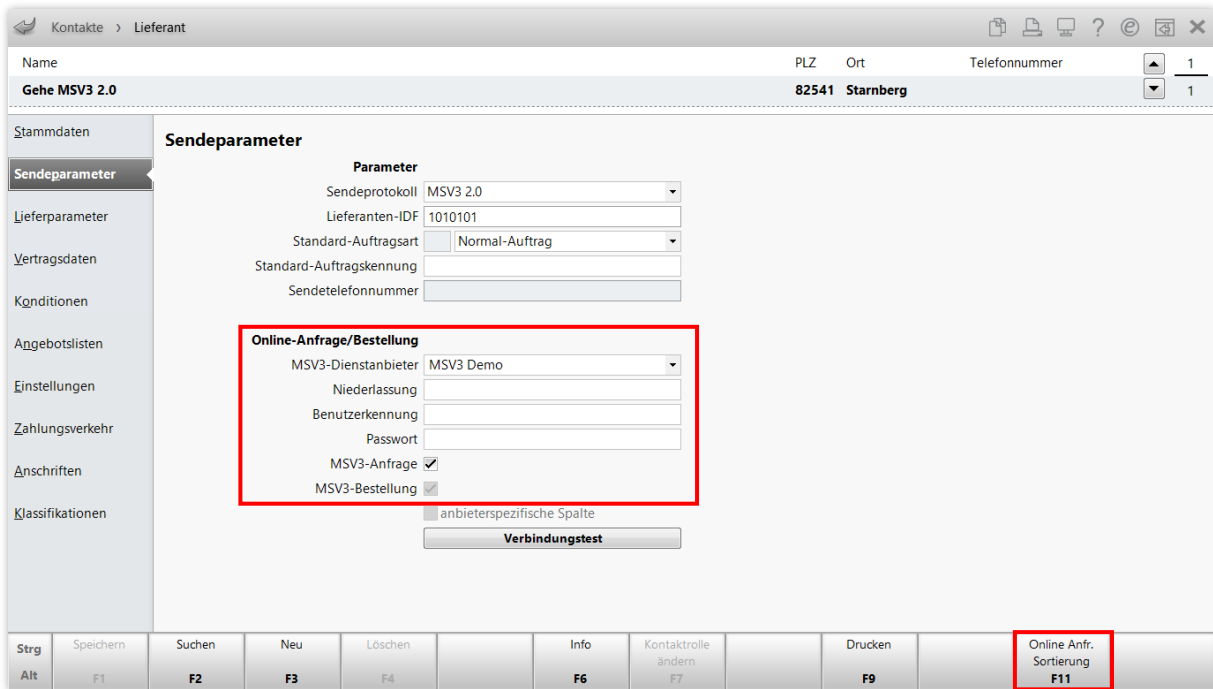 Kontakte > Lieferant
Name PLZ Ort Telefonnummer 1
Gehe MSV3 2.0 82541 Starnberg 1
Stammdaten
Sendeparameter
Lieferparameter
Vertragsdaten
Konditionen
Angebotslisten
Einstellungen
Zahlungsverkehr
Anschriften
Klassifikationen
Sendeparameter
Parameter
Sendeprotokoll MSV3 2.0
Lieferanten-IDF 1010101
Standard-Auftragsart Normal-Auftrag
Standard-Auftragskennung
Sendetelefonnummer
Online-Anfrage/Bestellung
MSV3-Dienstanbieter MSV3 Demo
Niederlassung
Benutzerkennung
Passwort
MSV3-Anfrage
MSV3-Bestellung
anbieterspezifische Spalte
Verbindungstest
Strg
Alt
Speichern
F1
Suchen
F2
Neu
F3
Löschen
F4
Info
F6
Kontaktrolle
ändern
F7
Drucken
F9
Online Anfr.
Sortierung
F11